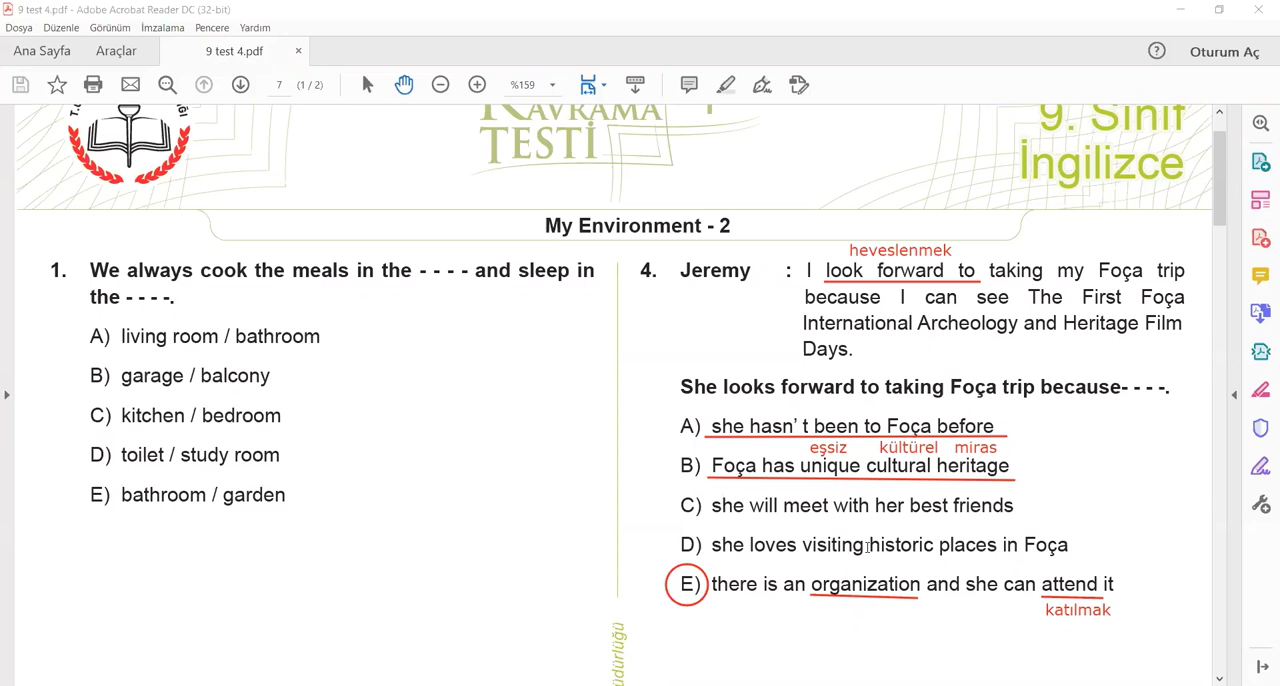 9 test 4.pdf - Adobe Acrobat Reader DC (32-bit)
Dosya Düzenle Görünüm İmzalama Pencere Yardım
Ana Sayfa Araçlar 9 test 4.pdf × Oturum Aç
7 (1 / 2) %159
KAVRAMA
TESTİ
9. Sınıf
İngilizce
My Environment - 2
1. We always cook the meals in the - - - - and sleep in
the - - - -.
A) living room / bathroom
B) garage / balcony
C) kitchen / bedroom
D) toilet / study room
E) bathroom / garden
heveslenmek
4. Jeremy : I look forward to taking my Foça trip
because I can see The First Foça
International Archeology and Heritage Film
Days.
She looks forward to taking Foça trip because- - - -.
A) she hasn' t been to Foça before
eşsiz kültürel miras
B) Foça has unique cultural heritage
C) she will meet with her best friends
D) she loves visiting historic places in Foça
E) there is an organization and she can attend it
katılmak
üdürlüğü